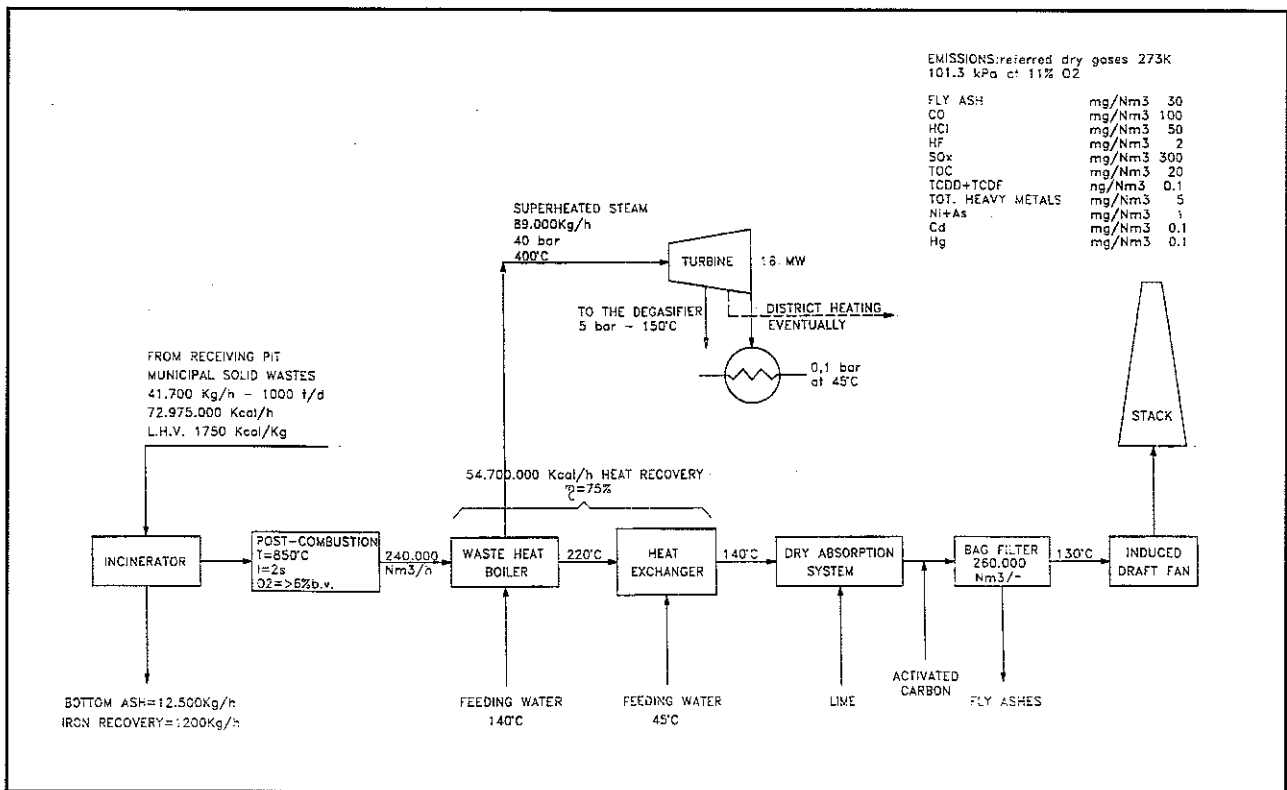 EMISSIONS:referred dry gases 273K
101.3 kPa at 11% O2
FLY ASH mg/Nm3 30
CO mg/Nm3 100
HCl mg/Nm3 50
HF mg/Nm3 2
SOx mg/Nm3 300
TOC mg/Nm3 20
TCDD+TCDF ng/Nm3 0.1
TOT. HEAVY METALS mg/Nm3 5
Ni+As mg/Nm3 1
Cd mg/Nm3 0.1
Hg mg/Nm3 0.1
SUPERHEATED STEAM
89.000Kg/h
40 bar
400°C
TURBINE
MW
TO THE DEGASIFIER
5 bar - 150°C
DISTRICT HEATING
EVENTUALLY
0,1 bar
at 45°C
STACK
FROM RECEIVING PIT
MUNICIPAL SOLID WASTES
41.700 Kg/h - 1000 t/d
72.975.000 Kcal/h
L.H.V. 1750 Kcal/Kg
54.700.000 Kcal/h HEAT RECOVERY
η=75%
INCINERATOR
POST-COMBUSTION
T=850°C
t=2s
O2=>6%b.v.
240.000
Nm3/h
WASTE HEAT
BOILER
220°C
HEAT
EXCHANGER
140°C
DRY ABSORPTION
SYSTEM
BAG FILTER
260.000
130°C
INDUCED
DRAFT FAN
BOTTOM ASH=12.500Kg/h
IRON RECOVERY=1200Kg/h
FEEDING WATER
140°C
FEEDING WATER
45°C
LIME
ACTIVATED
CARBON
FLY ASHES